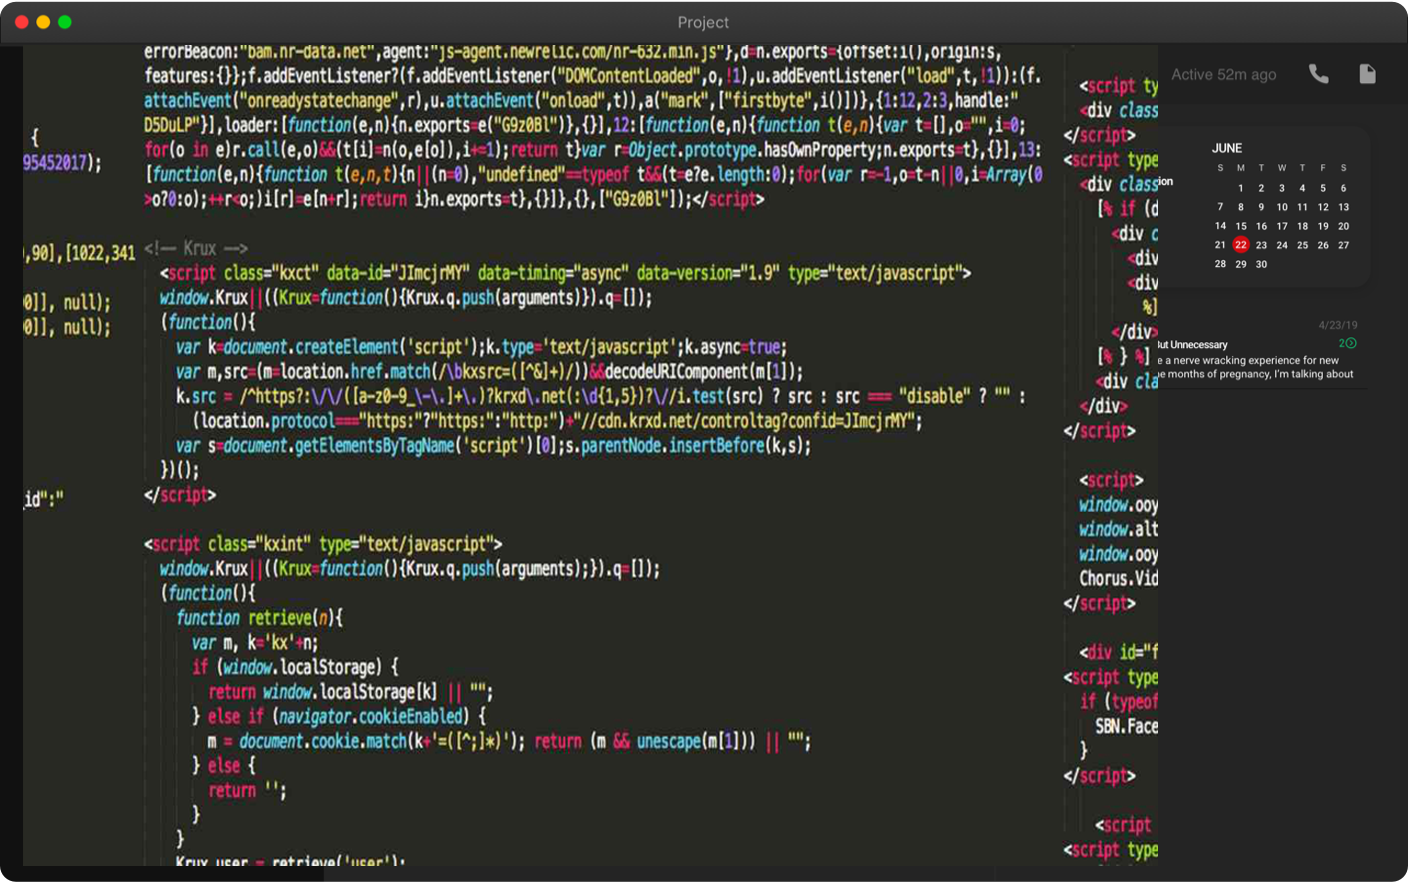 Project
errorBeacon:"bam.nr-data.net",agent:"js-agent.newrelic.com/nr-632.min.js"},d=n.exports={offset:i(),origin:s,
features:{}};f.addEventListener?(f.addEventListener("DOMContentLoaded",o,!1),u.addEventListener("load",t,!1)):(f.
attachEvent("onreadystatechange",r),u.attachEvent("onload",t)),a("mark",["firstbyte",i()])},{1:12,2:3,handle:"
D5DuLP"}],loader:[function(e,n){n.exports=e("G9z0Bl")},{}],12:[function(e,n){function t(e,n){var t=[],o="",i=0;
for(o in e)r.call(e,o)&&(t[i]=n(o,e[o]),i+=1);return t}var r=Object.prototype.hasOwnProperty;n.exports=t},{}],13:
[function(e,n){function t(e,n,t){n||(n=0),"undefined"==typeof t&&(t=e?e.length:0);for(var r=-1,o=t-n||0,i=Array(0
>o?0:o);++r<o;)i[r]=e[n+r];return i}n.exports=t},{}]},{},["G9z0Bl"]);</script>
<!-- Krux -->
<script class="kxct" data-id="JImcjrMY" data-timing="async" data-version="1.9" type="text/javascript">
window.Krux||((Krux=function(){Krux.q.push(arguments)}).q=[]);
(function(){
var k=document.createElement('script');k.type='text/javascript';k.async=true;
var m,src=(m=location.href.match(/\bkxsrc=([^&]+)/))&&decodeURIComponent(m[1]);
k.src = /^https?:\/\/([a-z0-9_\-\.]+\.)?krxd\.net(:\d{1,5})?\//i.test(src) ? src : src === "disable" ? "" :
(location.protocol==="https:"?"https:":"http:")+"//cdn.krxd.net/controltag?confid=JImcjrMY";
var s=document.getElementsByTagName('script')[0];s.parentNode.insertBefore(k,s);
})();
</script>
<script class="kxint" type="text/javascript">
window.Krux||((Krux=function(){Krux.q.push(arguments);}).q=[]);
(function(){
function retrieve(n){
var m, k='kx'+n;
if (window.localStorage) {
return window.localStorage[k] || "";
} else if (navigator.cookieEnabled) {
m = document.cookie.match(k+'=([^;]*)'); return (m && unescape(m[1])) || "";
} else {
return '';
}
}
Krux.user = retrieve('user');
{
95452017);
,90],[1022,341
0]], null);
0]], null);
_id":"
<script ty
<div class
</script>
<script type
<div class
[% if (d
<div c
<div
<div
%]
</div>
[% } %]
<div cla
</div>
</script>
<script>
window.ooy
window.alt
window.ooy
Chorus.Vid
</script>
<div id="f
<script type
if (typeof
SBN.Face
}
</script>
<script
<script type
Active 52m ago
JUNE
S M T W T F S
1 2 3 4 5 6
7 8 9 10 11 12 13
14 15 16 17 18 19 20
21 22 23 24 25 26 27
28 29 30
ion
4/23/19
But Unnecessary
2
e a nerve wracking experience for new
e months of pregnancy, I'm talking about